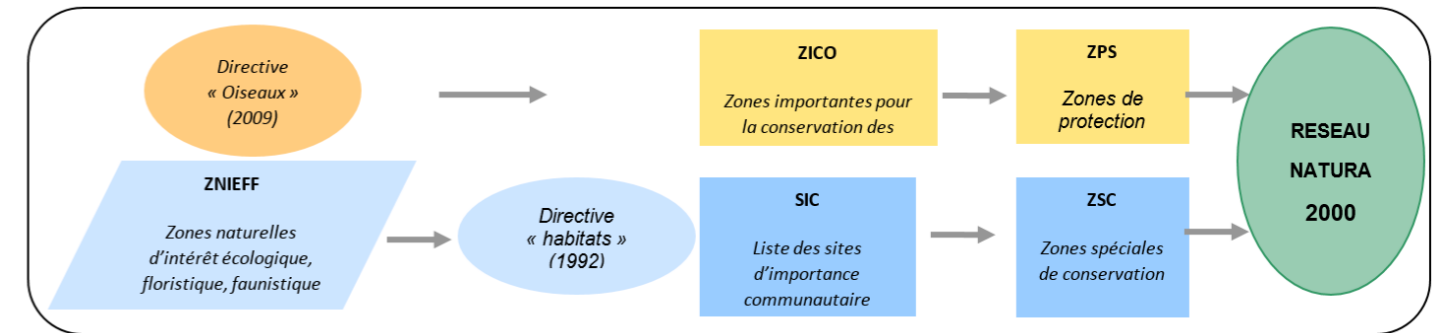 Directive
« Oiseaux »
(2009)
ZICO
Zones importantes pour
la conservation des
ZPS
Zones de
protection
RESEAU
NATURA
2000
ZNIEFF
Zones naturelles
d’intérêt écologique,
floristique, faunistique
Directive
« habitats »
(1992)
SIC
Liste des sites
d’importance
communautaire
ZSC
Zones spéciales
de conservation